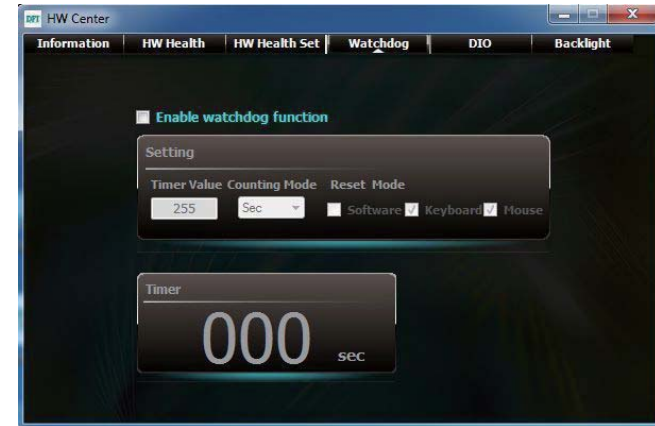 DFI HW Center
Information HW Health HW Health Set Watchdog DIO Backlight
Enable watchdog function
Setting
Timer Value Counting Mode Reset Mode
255 Sec Software Keyboard Mouse
Timer
000 sec